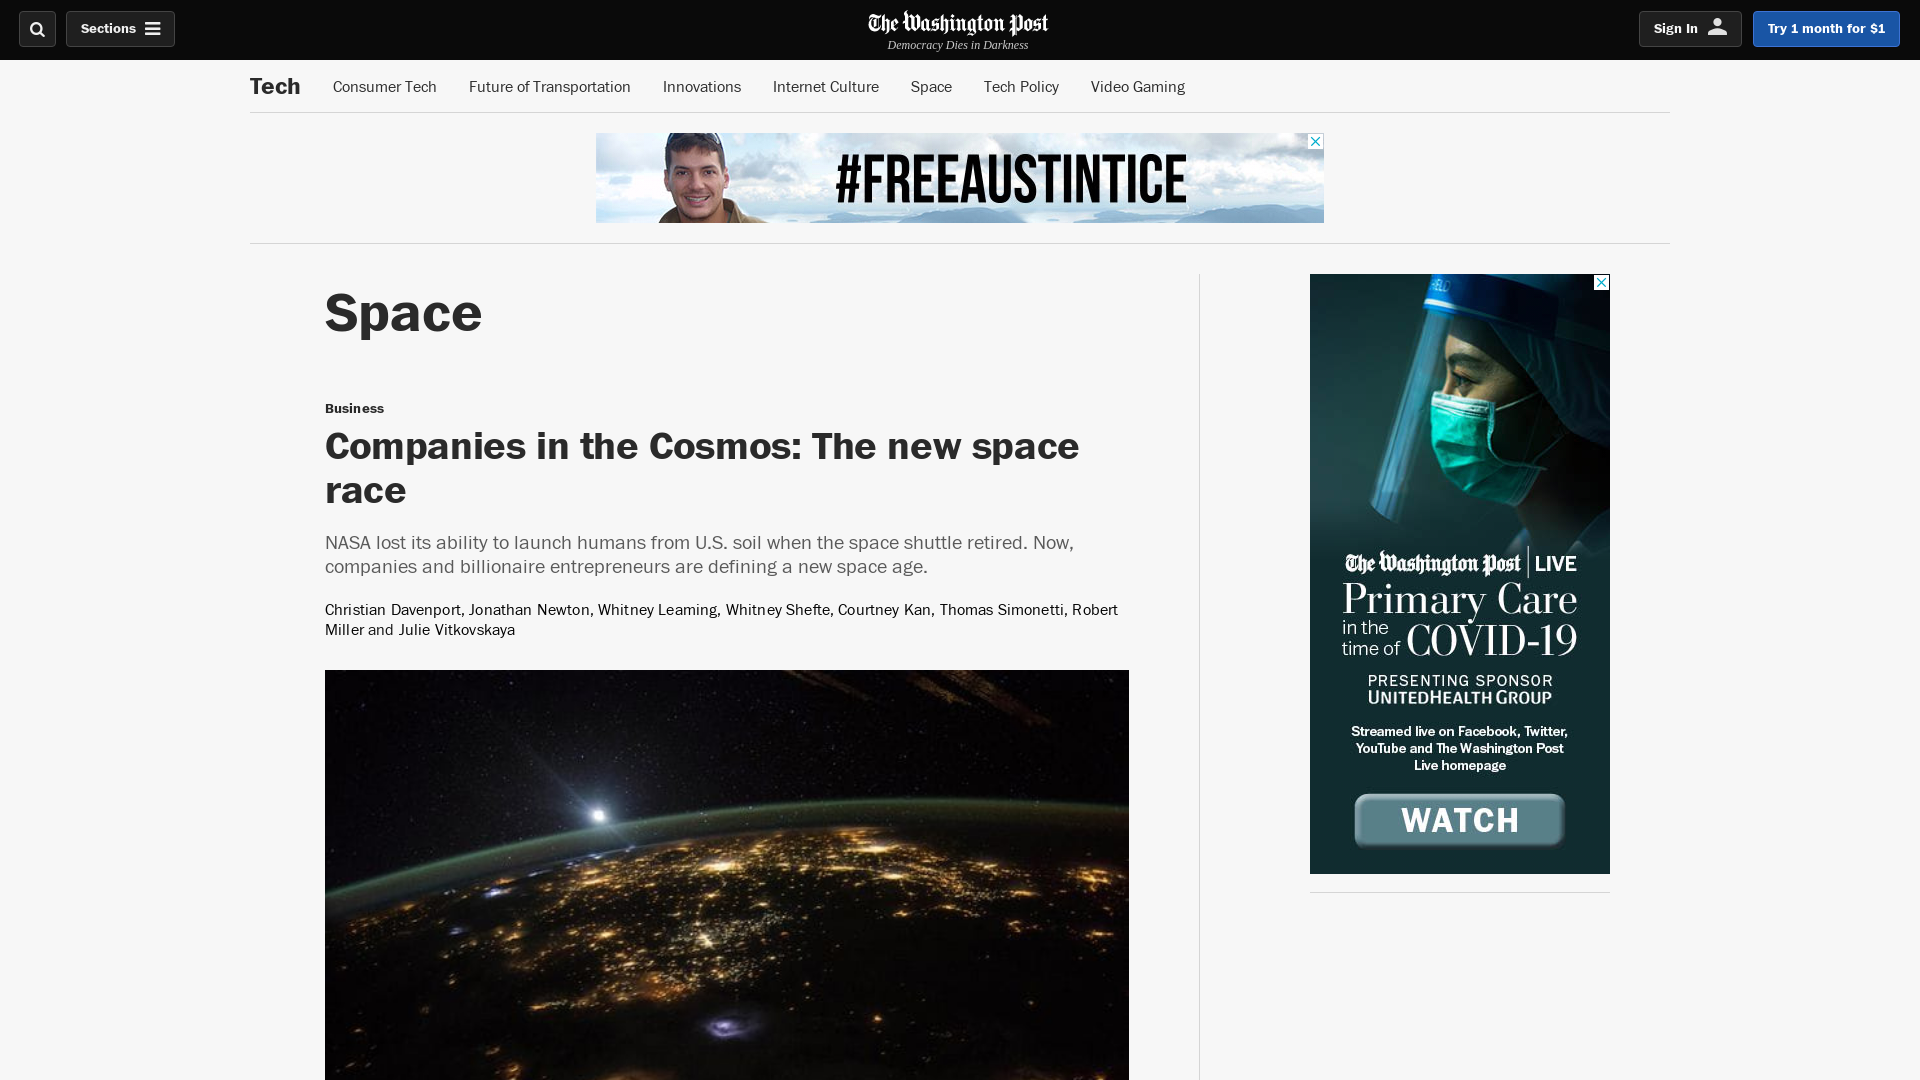 Sections
The Washington Post
Democracy Dies in Darkness
Sign In
Try 1 month for $1
Tech
Consumer Tech
Future of Transportation
Innovations
Internet Culture
Space
Tech Policy
Video Gaming
#FREEAUSTINTICE
Space
Business
Companies in the Cosmos: The new space
race
NASA lost its ability to launch humans from U.S. soil when the space shuttle retired. Now,
companies and billionaire entrepreneurs are defining a new space age.
Christian Davenport, Jonathan Newton, Whitney Leaming, Whitney Shefte, Courtney Kan, Thomas Simonetti, Robert
Miller and Julie Vitkovskaya
The Washington Post LIVE
Primary Care
in the
time of COVID-19
PRESENTING SPONSOR
UNITEDHEALTH GROUP
Streamed live on Facebook, Twitter,
YouTube and The Washington Post
Live homepage
WATCH